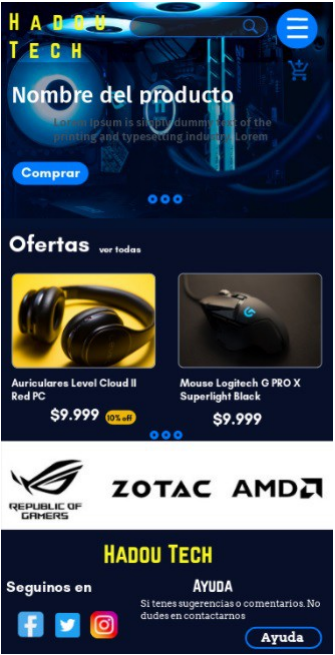 HADOU
TECH
Nombre del producto
Lorem Ipsum is simply dummy text of the
printing and typesetting industry. Lorem
Comprar
Ofertas ver todas
Auriculares Level Cloud II
Red PC
$9.999 10% off
Mouse Logitech G PRO X
Superlight Black
$9.999
REPUBLIC OF
GAMERS
ZOTAC
AMD
HADOU TECH
Seguinos en
AYUDA
Si tenes sugerencias o comentarios. No
dudes en contactarnos
Ayuda